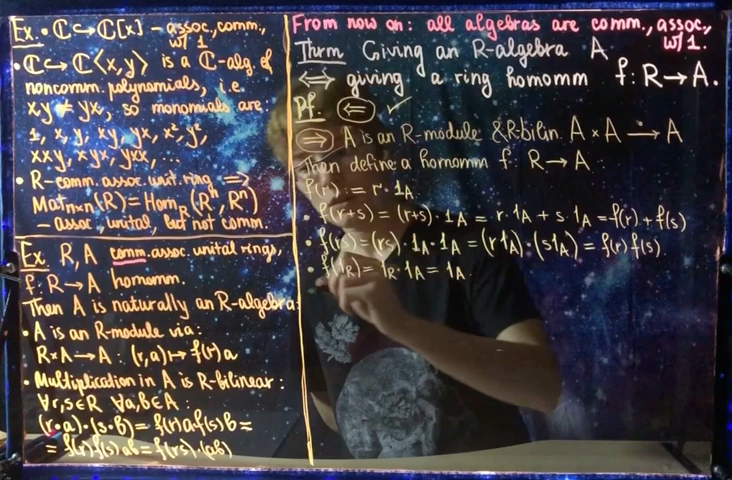 Ex. • ℂ ↪ ℂ[x] – assoc, comm.,
w/ 1
• ℂ ↪ ℂ⟨x,y⟩ is a ℂ-alg of
noncomm. polynomials, i.e
xy ≠ yx, so monomials are
1, x, y, xy, yx, x², y²,
xxy, xyx, yxx, ...
• R-comm. assoc. unit. ring ⟹
Mat_{n×n}(R) = Hom_R(Rⁿ, Rⁿ)
– assoc, unital, but not comm.
Ex R, A comm. assoc. unital rings,
f: R → A homomm.
Then A is naturally an R-algebra:
• A is an R-module via:
R×A → A : (r,a) ↦ f(r)a
• Multiplication in A is R-bilinear:
∀r,s∈R ∀a,b∈A:
(r•a)·(s•b) = f(r)af(s)b =
= f(r)f(s)ab = f(rs)·(ab)
From now on: all algebras are comm., assoc,
w/ 1.
Thrm Giving an R-algebra A
⟺ giving a ring homomm f: R → A.
Pf. ⟸ ✓
⟹ A is an R-module & R-bilin. A × A → A
Then define a homomm f: R → A:
f(r) := r·1_A
• f(r+s) = (r+s)·1_A = r·1_A + s·1_A = f(r) + f(s)
• f(rs) = (rs)·1_A·1_A = (r1_A)·(s1_A) = f(r)f(s)
• f(1_R) = 1_R·1_A = 1_A.